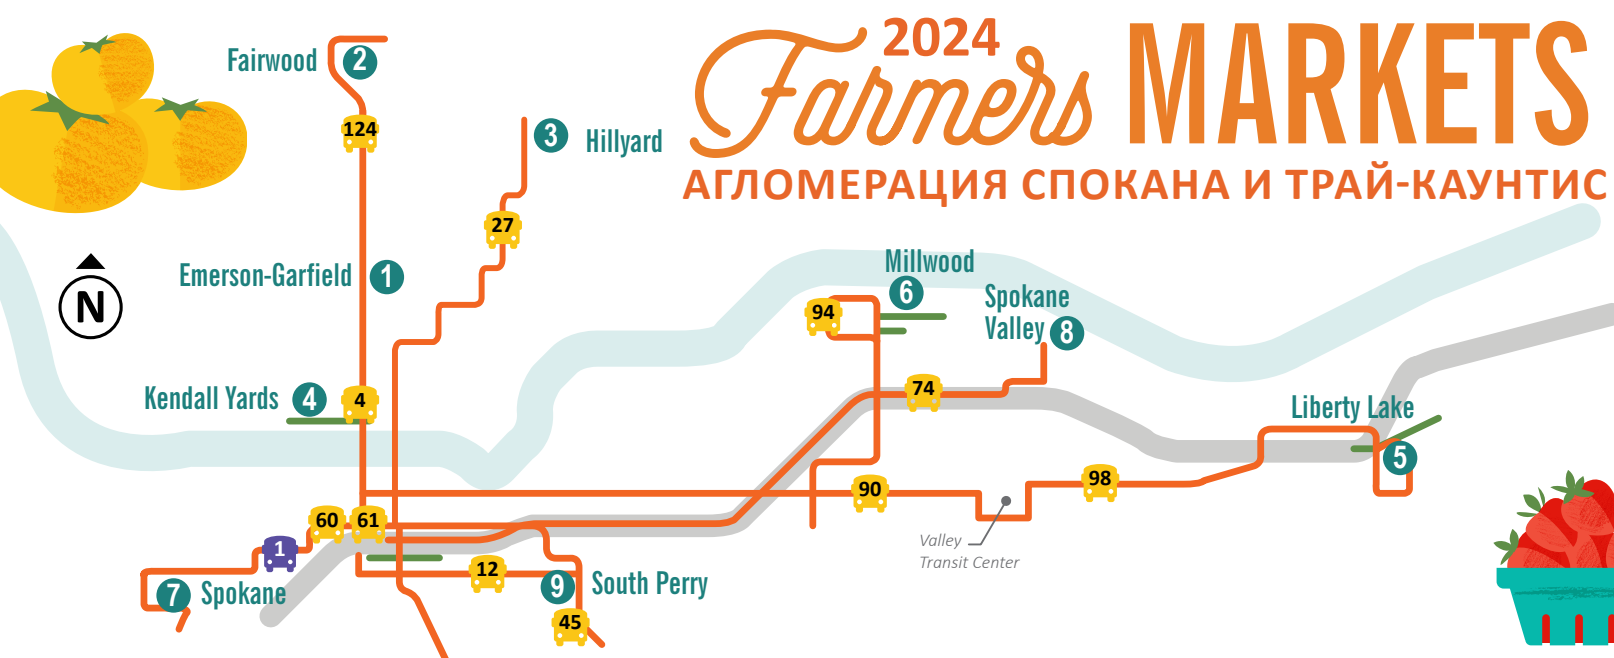 2024
Farmers MARKETS
АГЛОМЕРАЦИЯ СПОКАНА И ТРАЙ-КАУНТИС
Fairwood 2
124
3 Hillyard
27
N
Emerson-Garfield 1
Millwood
6
94
Spokane
Valley 8
Kendall Yards 4
4
74
Liberty Lake
5
90
98
60
61
1
Valley
Transit Center
12
7 Spokane
9 South Perry
45